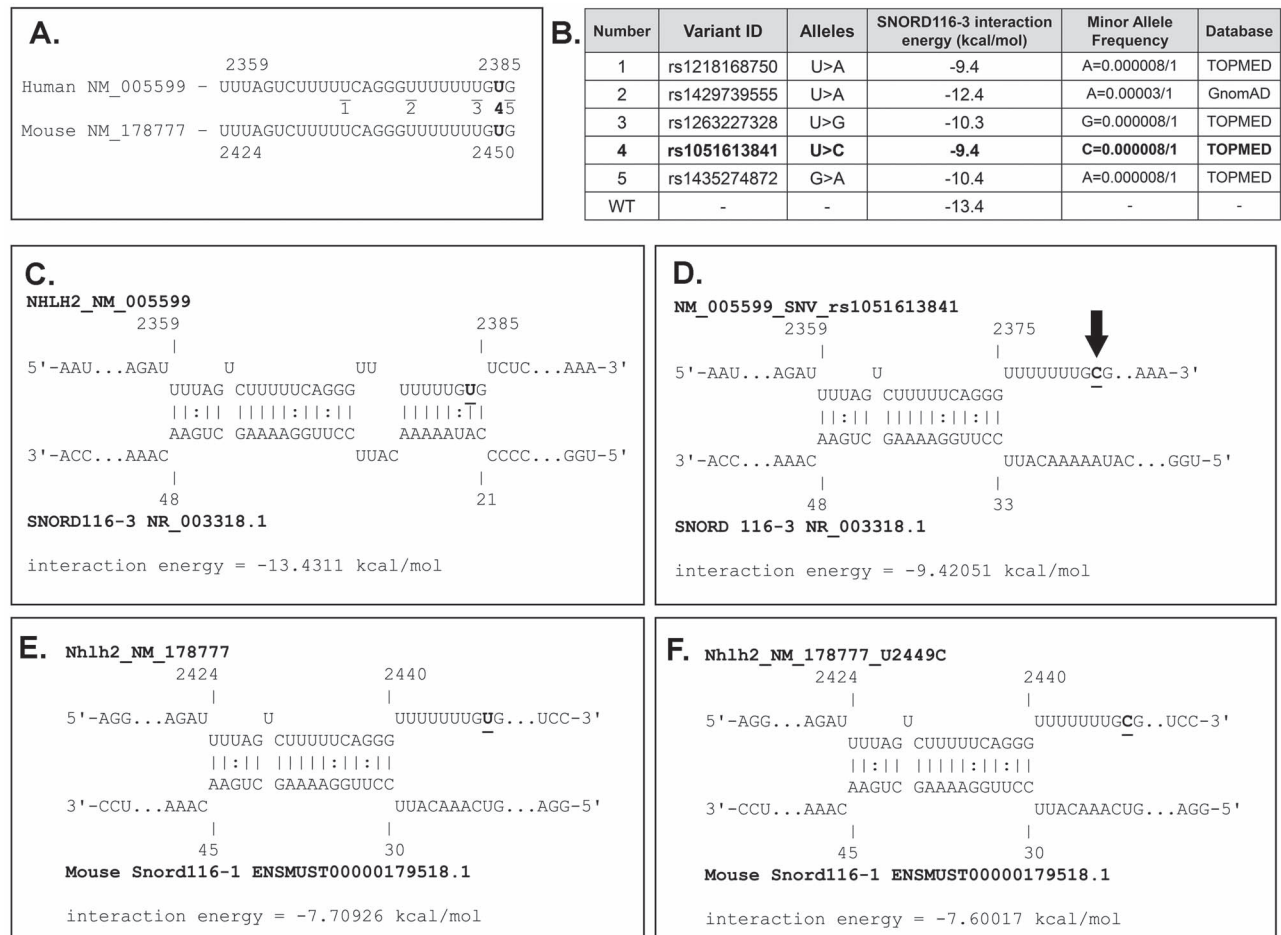 A.
2359 2385
Human NM_005599 – UUUAGUCUUUUUCAGGGUUUUUUUGUG
1 2 3 4 5
Mouse NM_178777 – UUUAGUCUUUUUCAGGGUUUUUUUGUG
2424 2450
B.
Number Variant ID Alleles SNORD116-3 interaction energy (kcal/mol) Minor Allele Frequency Database
1 rs1218168750 U>A -9.4 A=0.000008/1 TOPMED
2 rs1429739555 U>A -12.4 A=0.00003/1 GnomAD
3 rs1263227328 U>G -10.3 G=0.000008/1 TOPMED
4 rs1051613841 U>C -9.4 C=0.000008/1 TOPMED
5 rs1435274872 G>A -10.4 A=0.000008/1 TOPMED
WT - - -13.4 - -
C.
NHLH2_NM_005599
2359 2385
| |
5'-AAU...AGAU U UU UCUC...AAA-3'
UUUAG CUUUUUCAGGG UUUUUGUG
||:|| |||||:||:|| |||||:||
AAGUC GAAAAGGUUCC AAAAAUAC
3'-ACC...AAAC UUAC CCCC...GGU-5'
| |
48 21
SNORD116-3 NR_003318.1
interaction energy = -13.4311 kcal/mol
D.
NM_005599_SNV_rs1051613841
2359 2375
| |
5'-AAU...AGAU U UUUUUUUGCG..AAA-3'
UUUAG CUUUUUCAGGG
||:|| |||||:||:||
AAGUC GAAAAGGUUCC
3'-ACC...AAAC UUACAAAAAUAC...GGU-5'
| |
48 33
SNORD 116-3 NR_003318.1
interaction energy = -9.42051 kcal/mol
E.
Nhlh2_NM_178777
2424 2440
| |
5'-AGG...AGAU U UUUUUUUGUG...UCC-3'
UUUAG CUUUUUCAGGG
||:|| |||||:||:||
AAGUC GAAAAGGUUCC
3'-CCU...AAAC UUACAAACUG...AGG-5'
| |
45 30
Mouse Snord116-1 ENSMUST00000179518.1
interaction energy = -7.70926 kcal/mol
F.
Nhlh2_NM_178777_U2449C
2424 2440
| |
5'-AGG...AGAU U UUUUUUUGCG..UCC-3'
UUUAG CUUUUUCAGGG
||:|| |||||:||:||
AAGUC GAAAAGGUUCC
3'-CCU...AAAC UUACAAACUG...AGG-5'
| |
45 30
Mouse Snord116-1 ENSMUST00000179518.1
interaction energy = -7.60017 kcal/mol